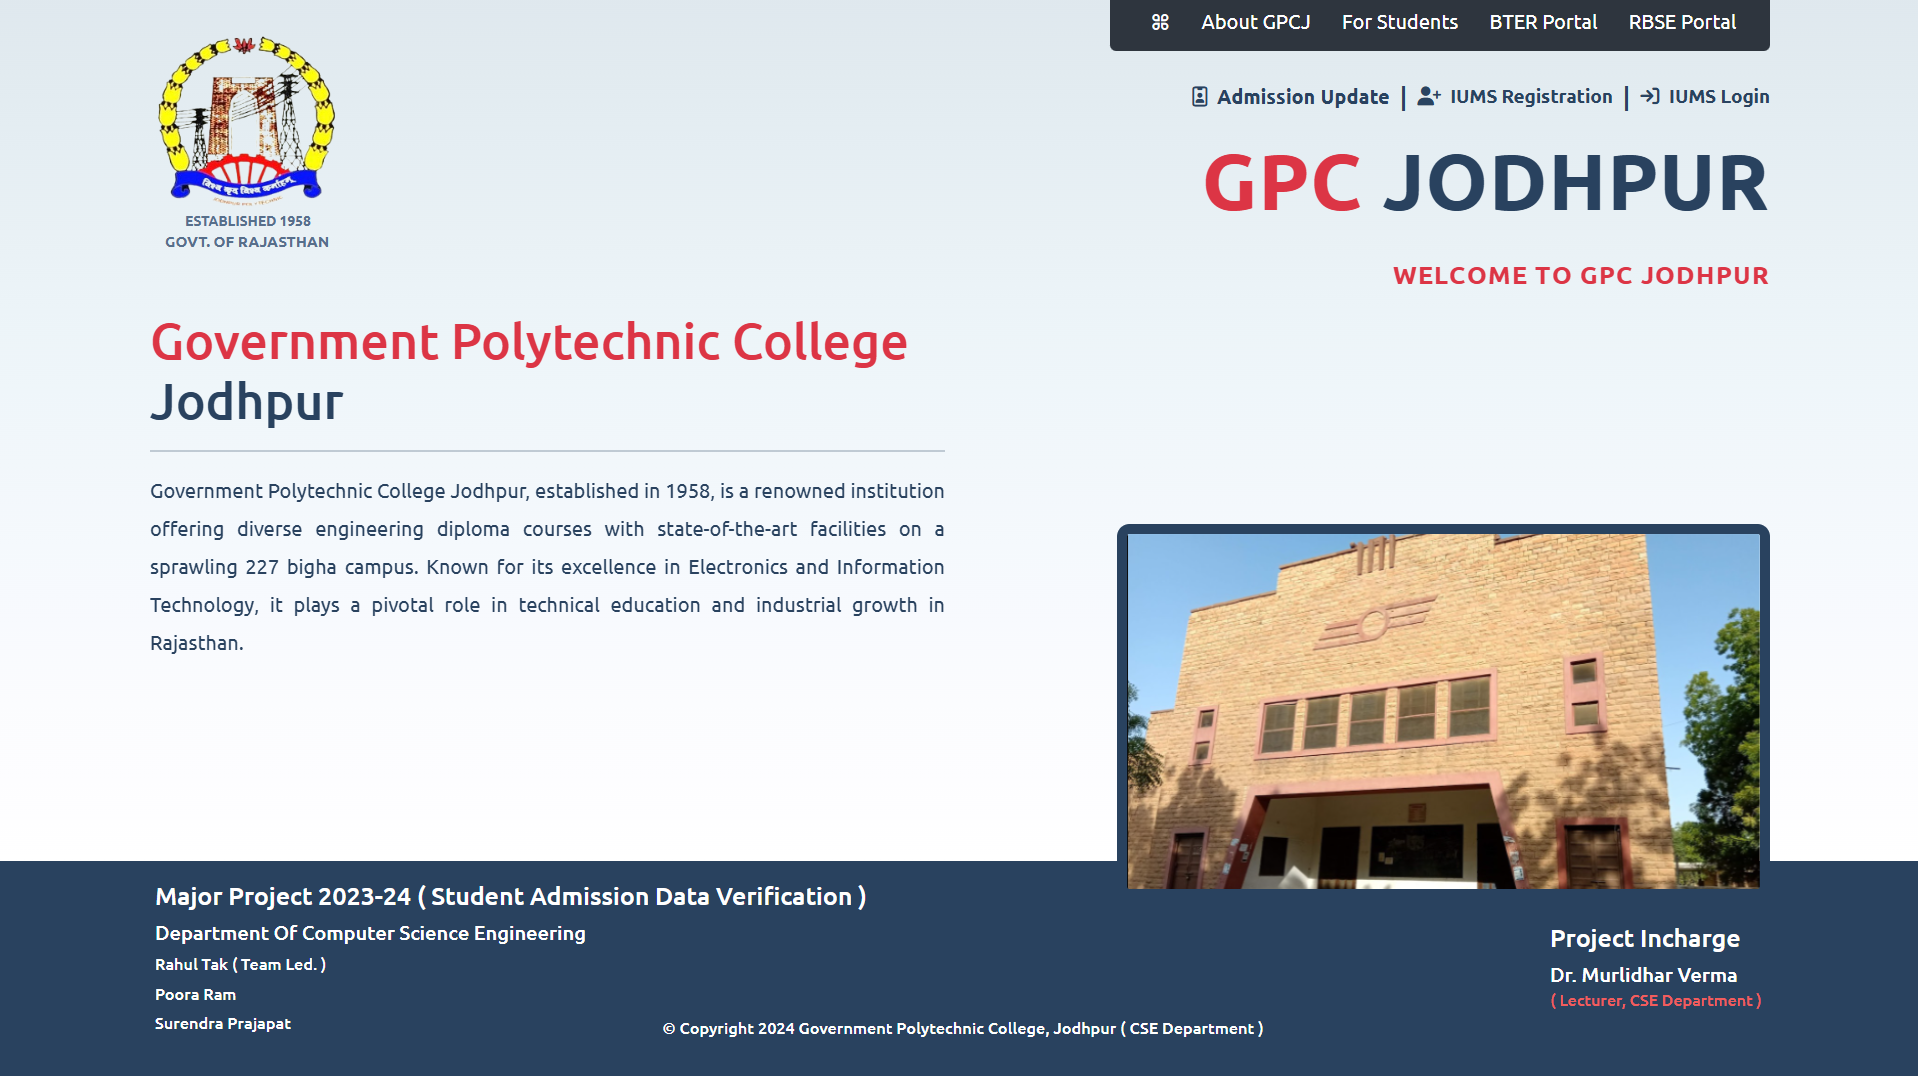 About GPCJ For Students BTER Portal RBSE Portal
Admission Update | IUMS Registration | IUMS Login
GPC JODHPUR
WELCOME TO GPC JODHPUR
ESTABLISHED 1958
GOVT. OF RAJASTHAN
Government Polytechnic College
Jodhpur
Government Polytechnic College Jodhpur, established in 1958, is a renowned institution
offering diverse engineering diploma courses with state-of-the-art facilities on a
sprawling 227 bigha campus. Known for its excellence in Electronics and Information
Technology, it plays a pivotal role in technical education and industrial growth in
Rajasthan.
Major Project 2023-24 ( Student Admission Data Verification )
Department Of Computer Science Engineering
Rahul Tak ( Team Led. )
Poora Ram
Surendra Prajapat
Project Incharge
Dr. Murlidhar Verma
( Lecturer, CSE Department )
© Copyright 2024 Government Polytechnic College, Jodhpur ( CSE Department )